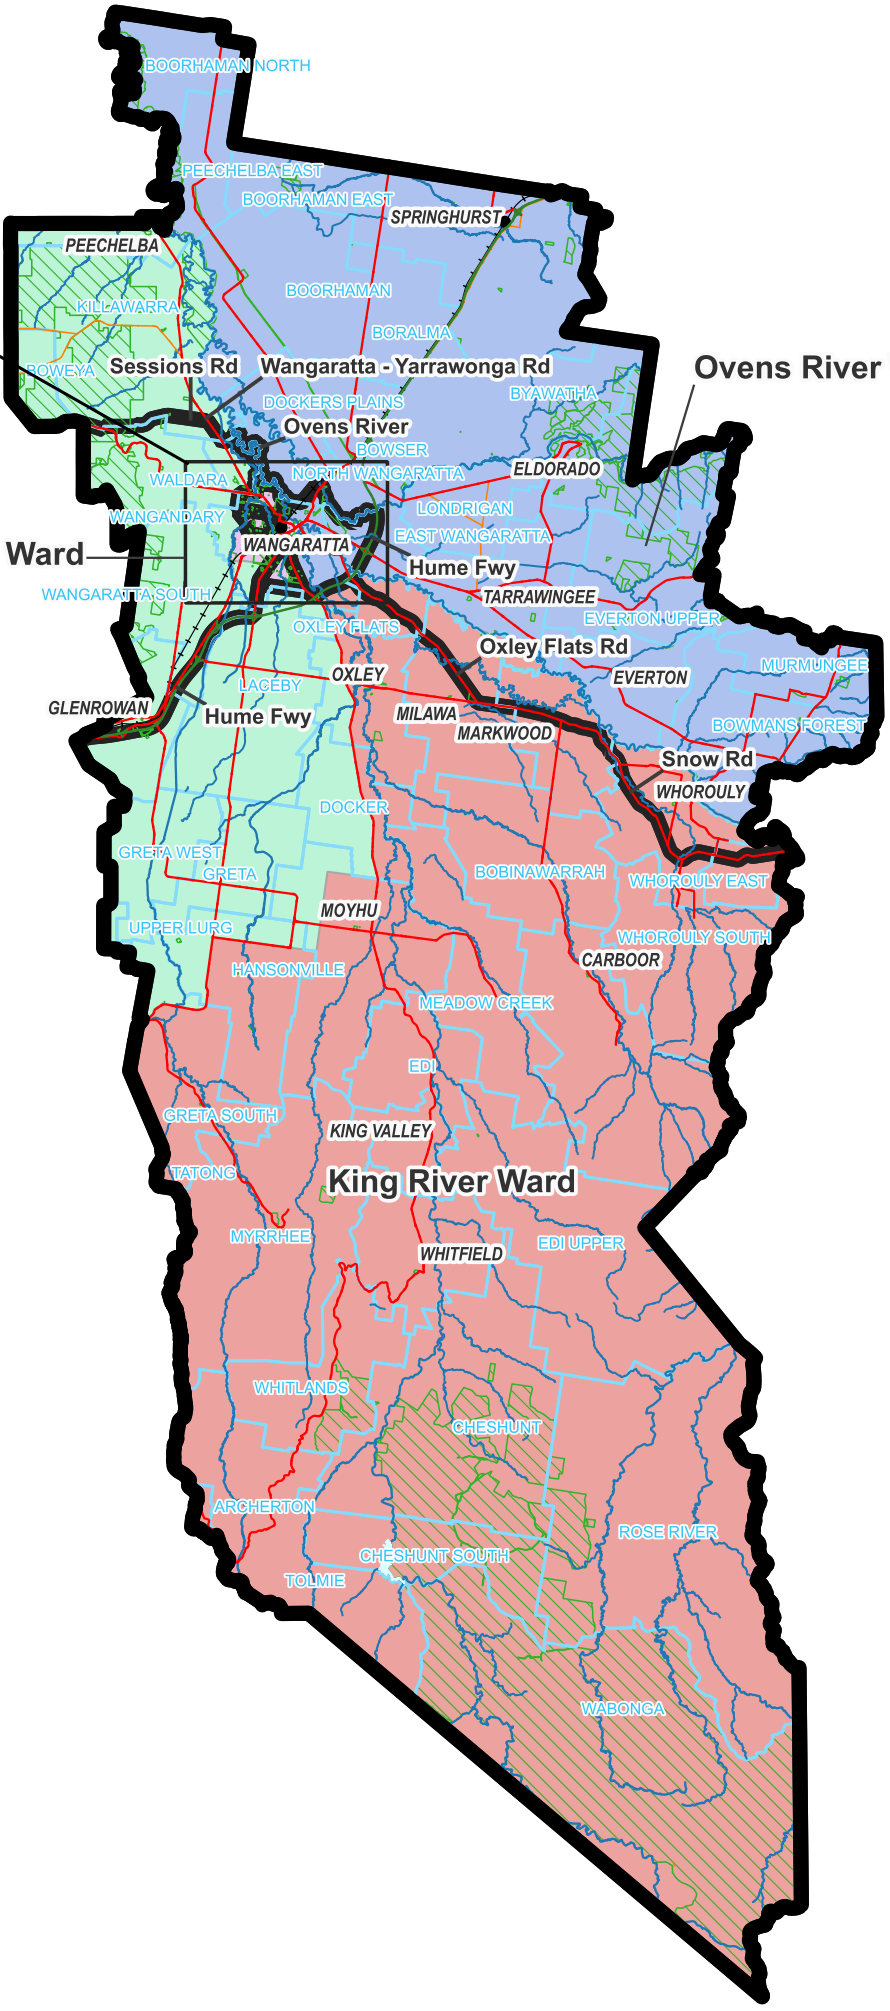 BOORHAMAN NORTH
PEECHELBA EAST
BOORHAMAN EAST
SPRINGHURST
PEECHELBA
BOORHAMAN
KILLAWARRA
BORALMA
BOWEYA
Sessions Rd
Wangaratta - Yarrawonga Rd
Ovens River
BYAWATHA
DOCKERS PLAINS
Ovens River
BOWSER
ELDORADO
NORTH WANGARATTA
WALDARA
LONDRIGAN
WANGANDARY
EAST WANGARATTA
WANGARATTA
Ward
Hume Fwy
WANGARATTA SOUTH
TARRAWINGEE
EVERTON UPPER
OXLEY FLATS
Oxley Flats Rd
MURMUNGEE
OXLEY
EVERTON
LACEBY
GLENROWAN
Hume Fwy
MILAWA
BOWMANS FOREST
MARKWOOD
Snow Rd
WHOROULY
DOCKER
GRETA WEST
GRETA
BOBINAWARRAH
WHOROULY EAST
MOYHU
UPPER LURG
WHOROULY SOUTH
CARBOOR
HANSONVILLE
MEADOW CREEK
EDI
GRETA SOUTH
KING VALLEY
TATONG
King River Ward
MYRRHEE
EDI UPPER
WHITFIELD
WHITLANDS
CHESHUNT
ARCHERTON
ROSE RIVER
CHESHUNT SOUTH
TOLMIE
WABONGA